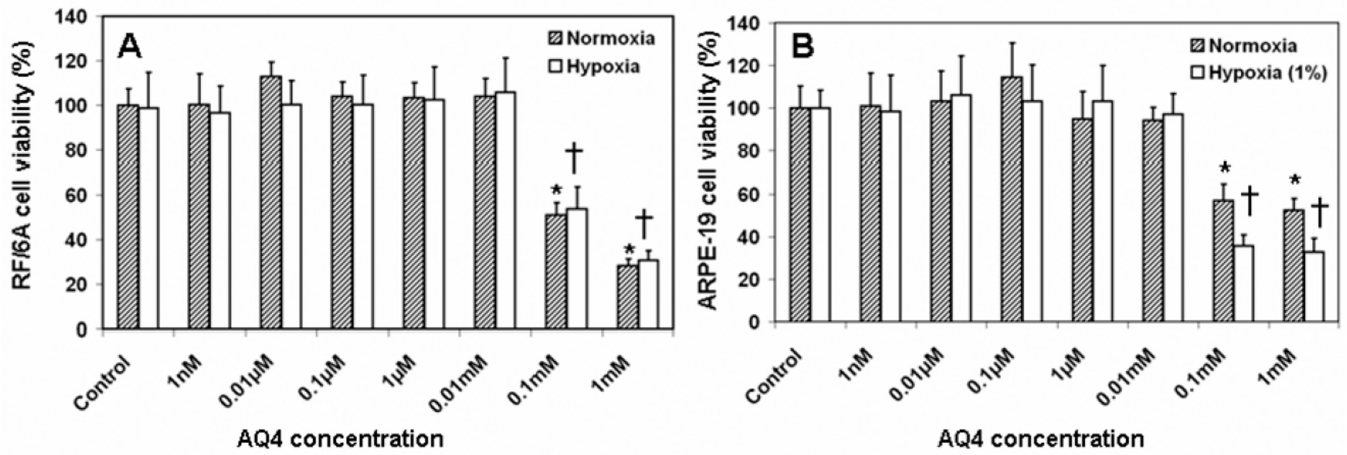 A
RF/6A cell viability (%)
140
120
100
80
60
40
20
0
Normoxia
Hypoxia
*
†
*
†
Control
1nM
0.01µM
0.1µM
1µM
0.01mM
0.1mM
1mM
AQ4 concentration
B
ARPE-19 cell viability (%)
140
120
100
80
60
40
20
0
Normoxia
Hypoxia (1%)
*
†
*
†
Control
1nM
0.01µM
0.1µM
1µM
0.01mM
0.1mM
1mM
AQ4 concentration